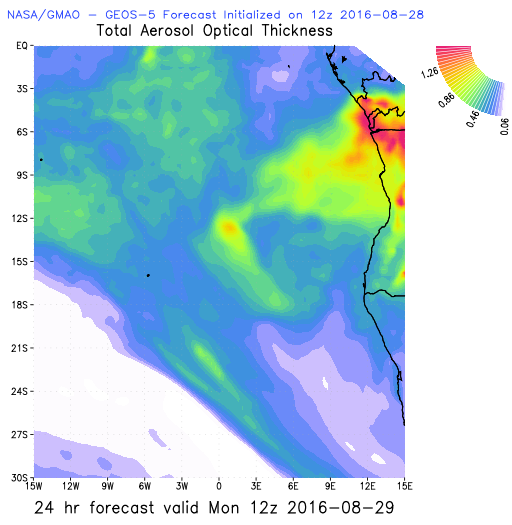 NASA/GMAO - GEOS-5 Forecast Initialized on 12z 2016-08-28
Total Aerosol Optical Thickness
EQ
3S
6S
9S
12S
15S
18S
21S
24S
27S
30S
15W 12W 9W 6W 3W 0 3E 6E 9E 12E 15E
1.26
0.86
0.46
0.06
24 hr forecast valid Mon 12z 2016-08-29